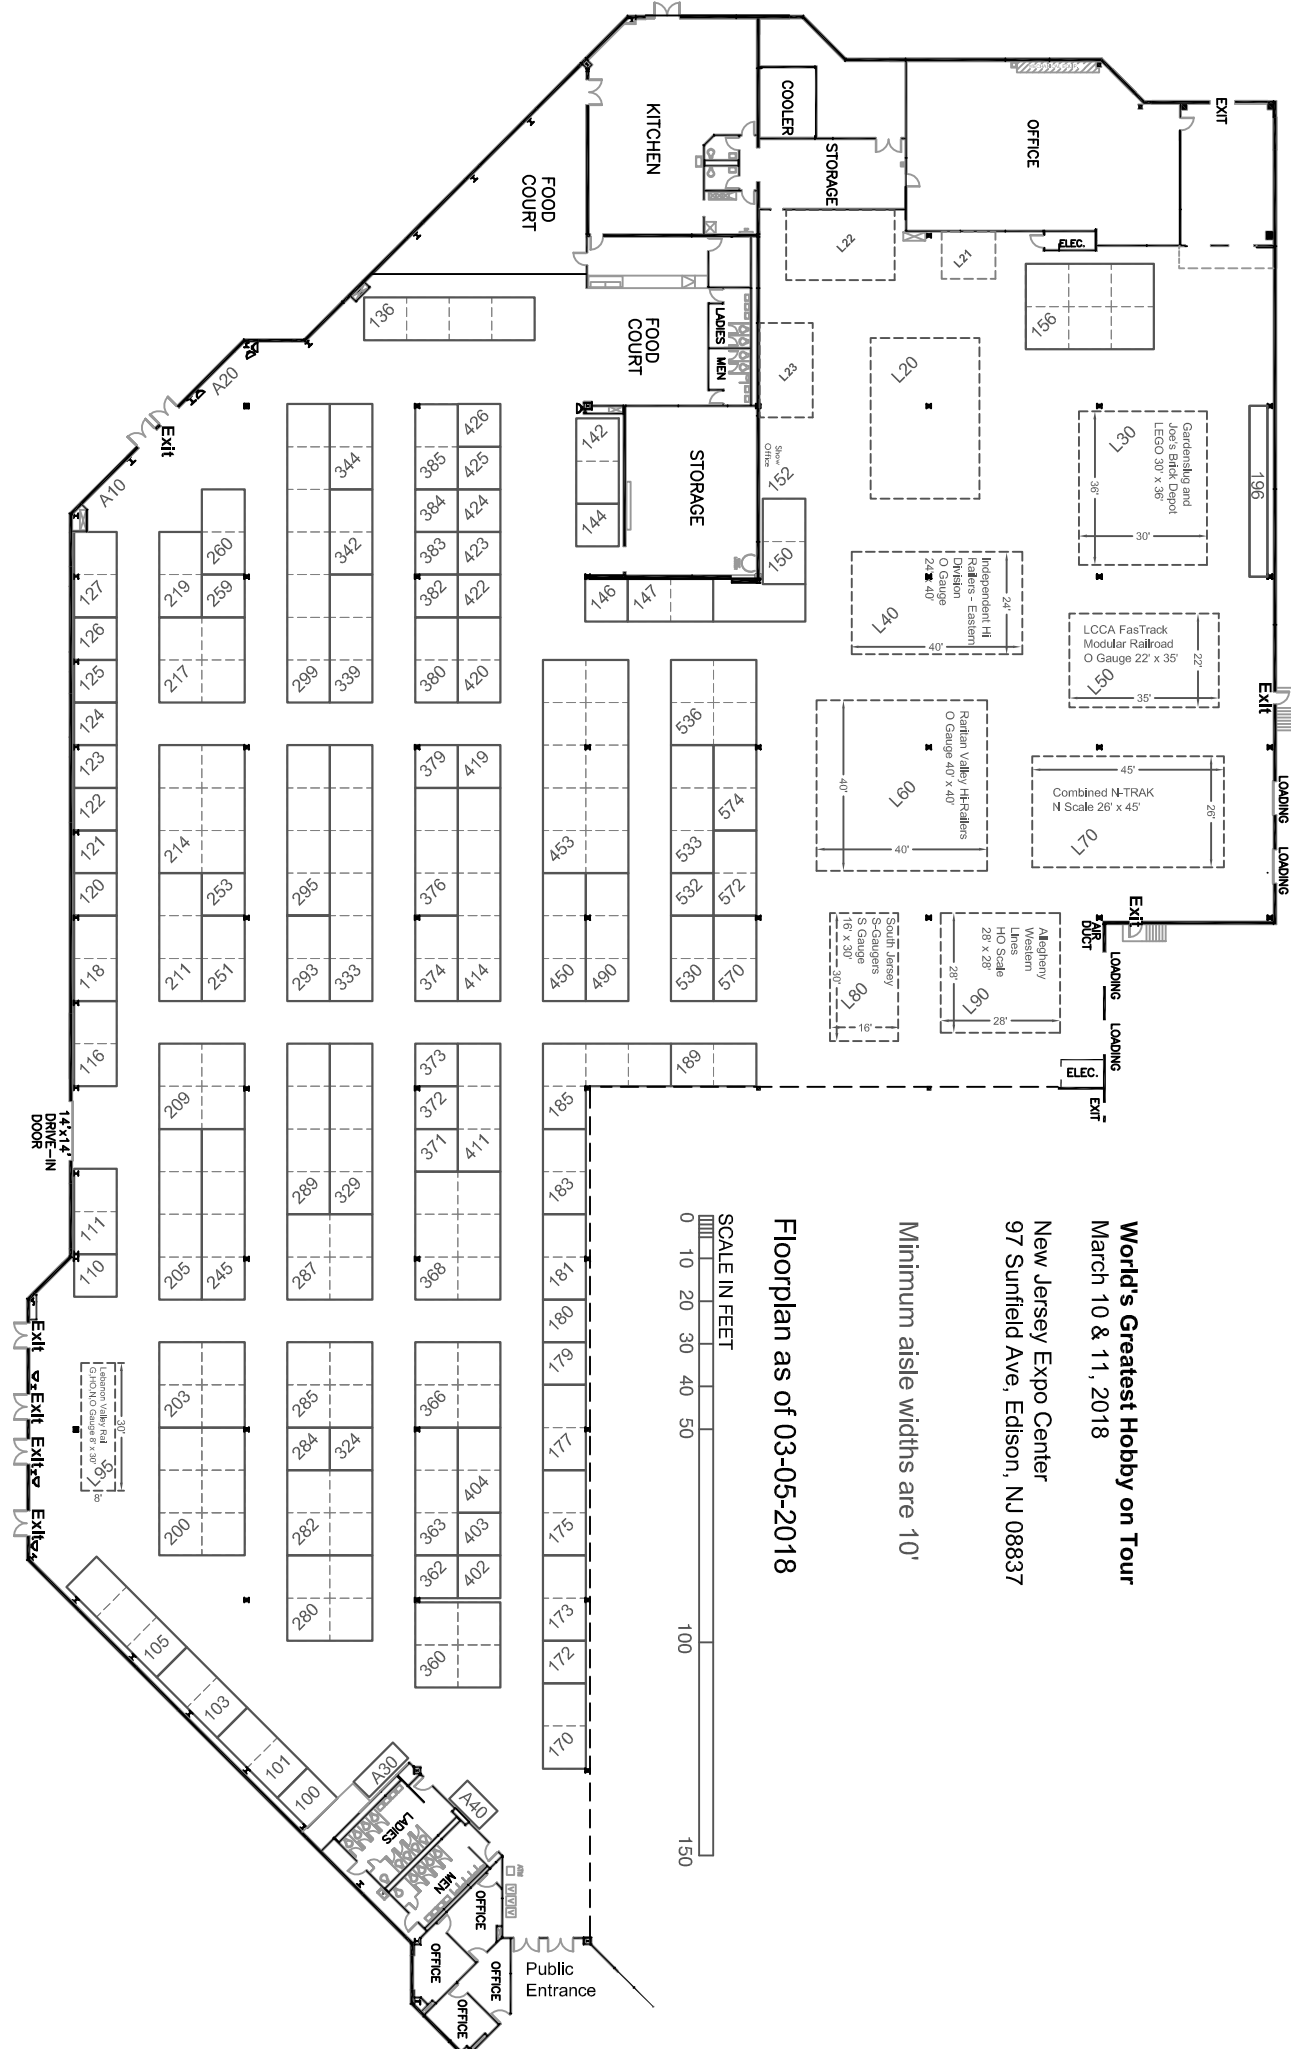 World's Greatest Hobby on Tour
March 10 & 11, 2018
New Jersey Expo Center
97 Sunfield Ave, Edison, NJ 08837
Minimum aisle widths are 10'
Floorplan as of 03-05-2018
SCALE IN FEET
0 10 20 30 40 50 100 150
EXIT
OFFICE
COOLER
STORAGE
KITCHEN
FOOD
COURT
ELEC.
L21
L22
156
136
FOOD
COURT
LADIES
MEN
L23
L20
A20
Exit
A10
426
344
385
425
384
424
342
383
423
382
422
299
339
380
420
142
144
STORAGE
Show
Office
152
150
146
147
L30
Gardenslug and
Joe's Brick Depot
LEGO 30' x 36'
36'
30'
196
Independent Hi
Railers - Eastern
Division
O Gauge
24' x 40'
L40
24'
40'
LCCA FasTrack
Modular Railroad
O Gauge 22' x 35'
L50
22'
35'
Exit
260
219
259
217
127
126
125
124
123
122
121
120
118
116
214
253
211
251
295
293
333
379
419
376
374
414
453
450
490
536
574
533
532
572
530
570
Raritan Valley Hi-Railers
O Gauge 40' x 40'
L60
40'
40'
45'
Combined N-TRAK
N Scale 26' x 45'
26'
L70
LOADING
LOADING
Exit
AIR
DUCT
South Jersey
S-Gaugers
S Gauge
16' x 30'
L80
30'
16'
Allegheny
Western
Lines
HO Scale
28' x 28'
L90
28'
28'
LOADING
LOADING
ELEC.
EXIT
14'x14'
DRIVE-IN
DOOR
111
110
209
205
245
289
329
287
373
372
371
411
368
189
185
183
181
180
179
177
175
173
172
170
Exit
Exit
Exit
Exit
Lebanon Valley Rail
G,HO,N,O Gauge 8' x 30'
L95
30'
8'
203
200
285
284
324
282
280
366
404
363
403
362
402
360
105
103
101
100
A30
A40
LADIES
MEN
ATM
OFFICE
OFFICE
OFFICE
OFFICE
Public
Entrance